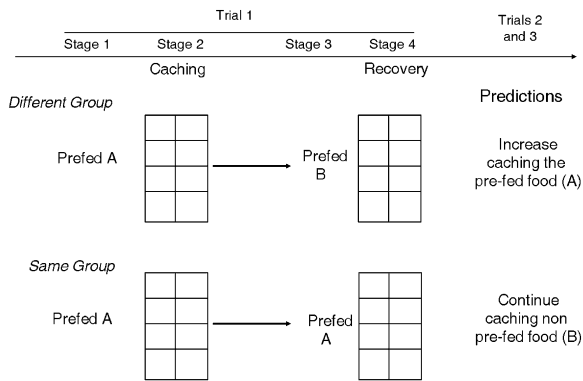 Trial 1
Trials 2
and 3
Stage 1
Stage 2
Stage 3
Stage 4
Caching
Recovery
Different Group
Predictions
Prefed A
Prefed
B
Increase
caching the
pre-fed food (A)
Same Group
Prefed A
Prefed
A
Continue
caching non
pre-fed food (B)